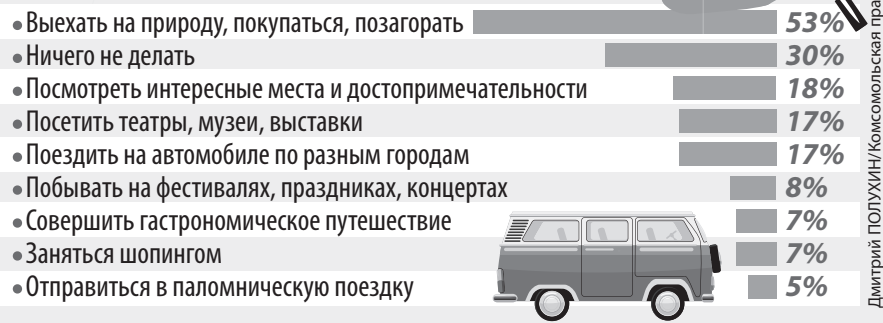 • Выехать на природу, покупаться, позагорать 53%
• Ничего не делать 30%
• Посмотреть интересные места и достопримечательности 18%
• Посетить театры, музеи, выставки 17%
• Поездить на автомобиле по разным городам 17%
• Побывать на фестивалях, праздниках, концертах 8%
• Совершить гастрономическое путешествие 7%
• Заняться шопингом 7%
• Отправиться в паломническую поездку 5%
Дмитрий ПОЛУХИН/Комсомольская